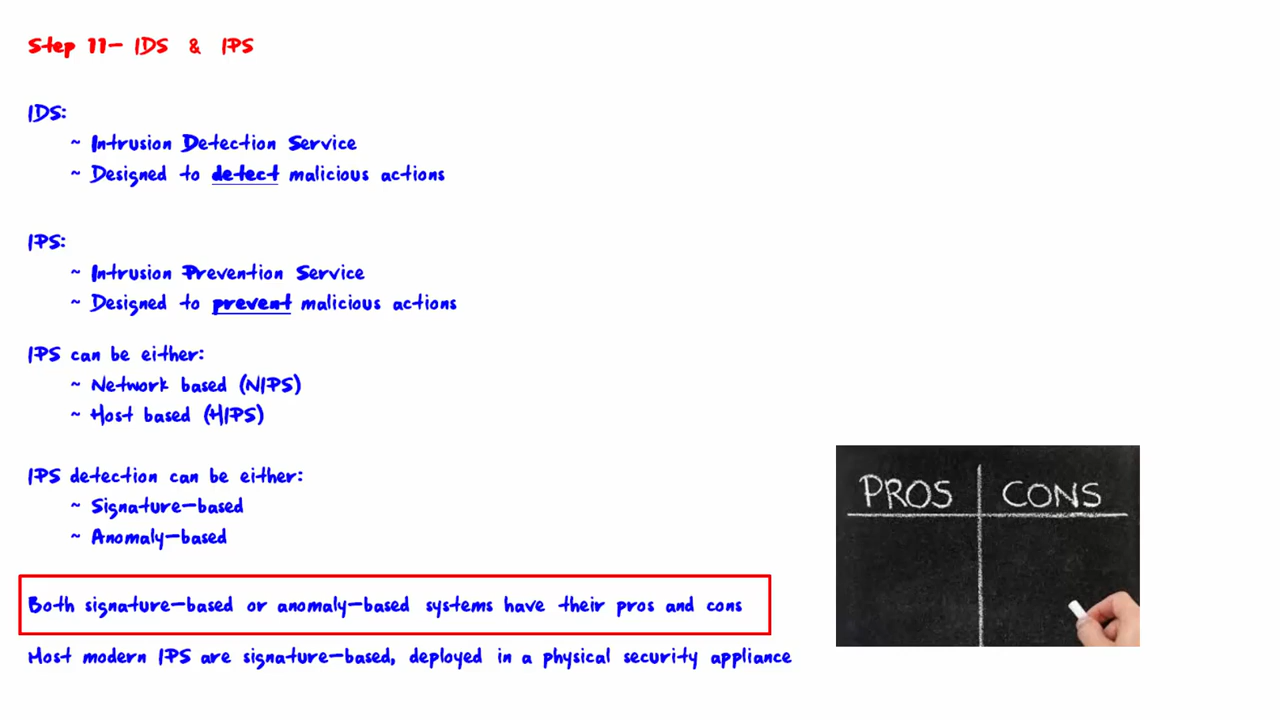 Step 11- IDS & IPS
IDS:
~ Intrusion Detection Service
~ Designed to detect malicious actions
IPS:
~ Intrusion Prevention Service
~ Designed to prevent malicious actions
IPS can be either:
~ Network based (NIPS)
~ Host based (HIPS)
IPS detection can be either:
~ Signature-based
~ Anomaly-based
Both signature-based or anomaly-based systems have their pros and cons
Most modern IPS are signature-based, deployed in a physical security appliance
PROS CONS